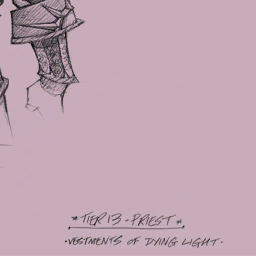 *TIER 13 - PRIEST*
• VESTMENTS OF DYING LIGHT •